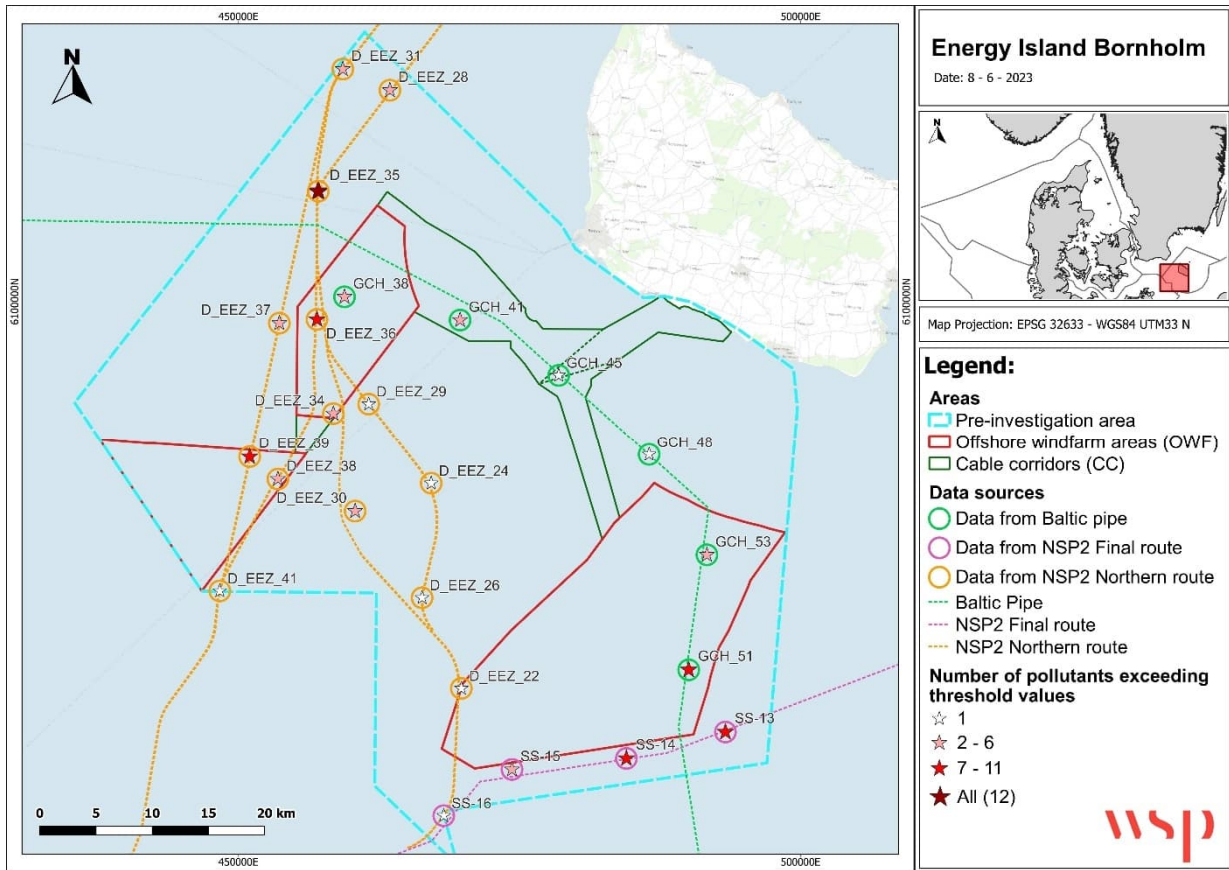 450000E
500000E
N
D_EEZ_31
D_EEZ_28
D_EEZ_35
6100000N
6100000N
GCH_38
D_EEZ_37
D_EEZ_36
GCH_41
GCH_45
D_EEZ_34
D_EEZ_29
D_EEZ_39
GCH_48
D_EEZ_38
D_EEZ_24
D_EEZ_30
GCH_53
D_EEZ_41
D_EEZ_26
GCH_51
D_EEZ_22
SS-13
SS-14
SS-15
SS-16
0 5 10 15 20 km
450000E
500000E
Energy Island Bornholm
Date: 8 - 6 - 2023
N
Map Projection: EPSG 32633 - WGS84 UTM33 N
Legend:
Areas
Pre-investigation area
Offshore windfarm areas (OWF)
Cable corridors (CC)
Data sources
Data from Baltic pipe
Data from NSP2 Final route
Data from NSP2 Northern route
Baltic Pipe
NSP2 Final route
NSP2 Northern route
Number of pollutants exceeding
threshold values
1
2 - 6
7 - 11
All (12)
wsp